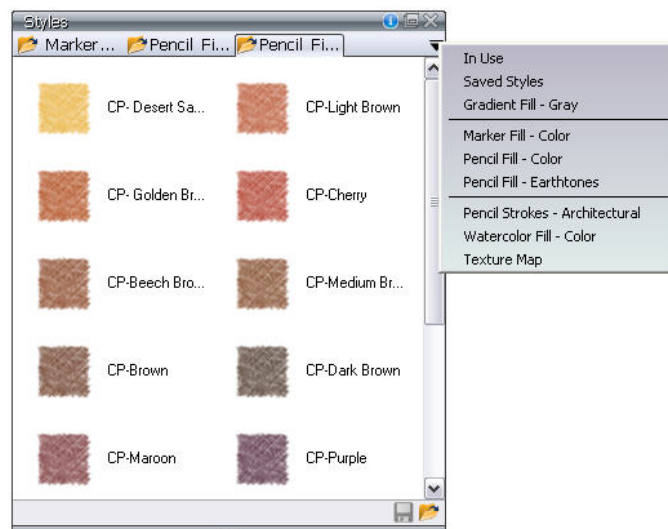 Styles
Marker... Pencil Fi... Pencil Fi...
CP- Desert Sa... CP-Light Brown
CP- Golden Br... CP-Cherry
CP-Beech Bro... CP-Medium Br...
CP-Brown CP-Dark Brown
CP-Maroon CP-Purple
In Use
Saved Styles
Gradient Fill - Gray
Marker Fill - Color
Pencil Fill - Color
Pencil Fill - Earthtones
Pencil Strokes - Architectural
Watercolor Fill - Color
Texture Map